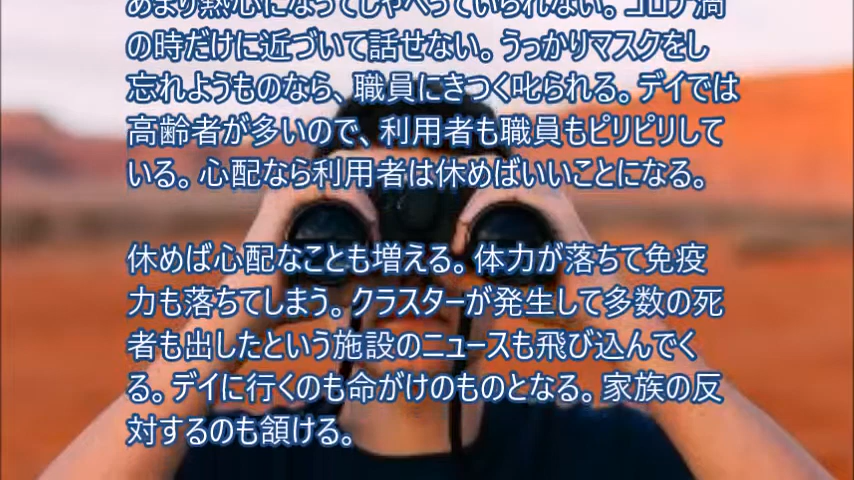 あまり熱心になってしゃべっていられない。コロナ渦
の時だけに近づいて話せない。うっかりマスクをし
忘れようものなら、職員にきつく叱られる。デイでは
高齢者が多いので、利用者も職員もピリピリして
いる。心配なら利用者は休めばいいことになる。
休めば心配なことも増える。体力が落ちて免疫
力も落ちてしまう。クラスターが発生して多数の死
者も出したという施設のニュースも飛び込んでく
る。デイに行くのも命がけのものとなる。家族の反
対するのも頷ける。